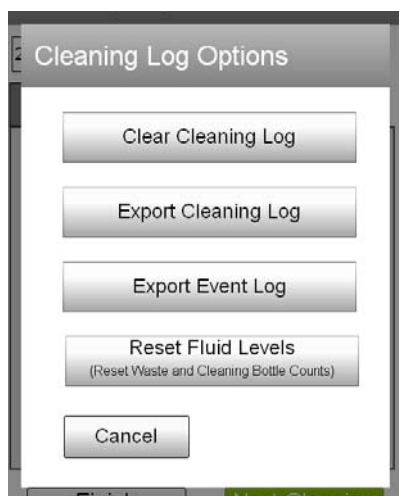 2
Cleaning Log Options
Clear Cleaning Log
Export Cleaning Log
Export Event Log
Reset Fluid Levels
(Reset Waste and Cleaning Bottle Counts)
Cancel